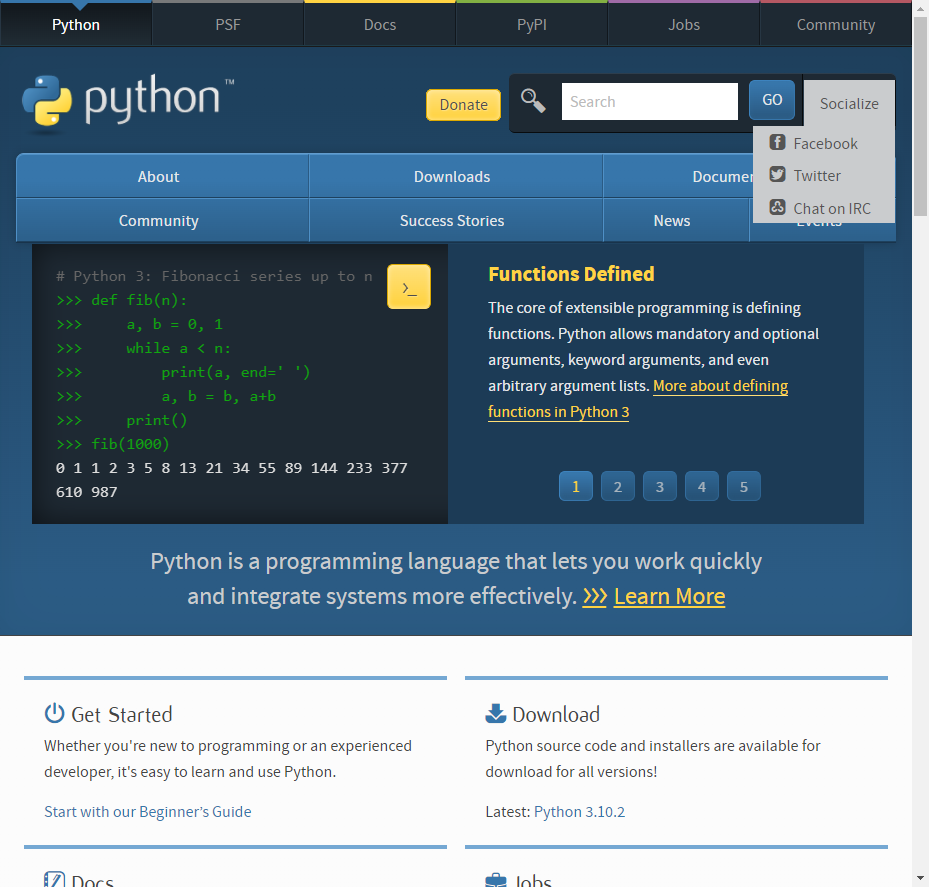 Python
PSF
Docs
PyPI
Jobs
Community
python™
Donate
Search
GO
Socialize
Facebook
Twitter
Chat on IRC
About
Downloads
Documen
Community
Success Stories
News
Events
# Python 3: Fibonacci series up to n
>>> def fib(n):
>>>     a, b = 0, 1
>>>     while a < n:
>>>         print(a, end=' ')
>>>         a, b = b, a+b
>>>     print()
>>> fib(1000)
0 1 1 2 3 5 8 13 21 34 55 89 144 233 377
610 987
>_
Functions Defined
The core of extensible programming is defining
functions. Python allows mandatory and optional
arguments, keyword arguments, and even
arbitrary argument lists. More about defining
functions in Python 3
1 2 3 4 5
Python is a programming language that lets you work quickly
and integrate systems more effectively. >>> Learn More
Get Started
Whether you're new to programming or an experienced
developer, it's easy to learn and use Python.
Start with our Beginner’s Guide
Download
Python source code and installers are available for
download for all versions!
Latest: Python 3.10.2
Docs
Jobs